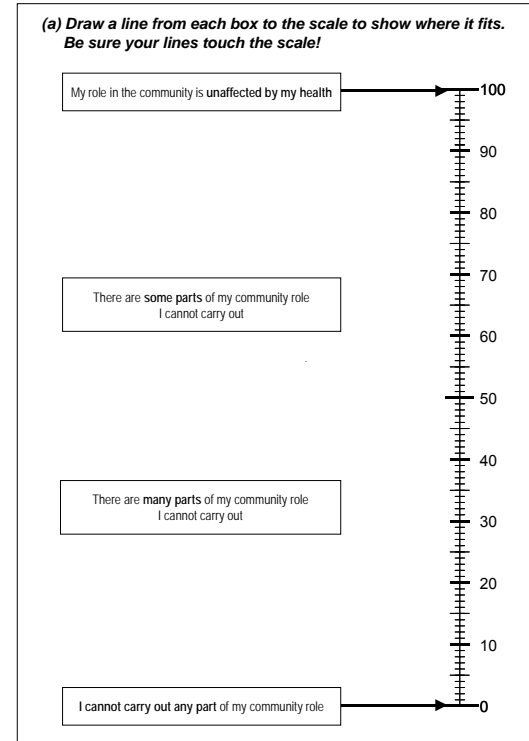 (a) Draw a line from each box to the scale to show where it fits.
Be sure your lines touch the scale!
My role in the community is unaffected by my health
100
90
80
70
There are some parts of my community role
I cannot carry out
60
50
40
There are many parts of my community role
I cannot carry out
30
20
10
I cannot carry out any part of my community role
0